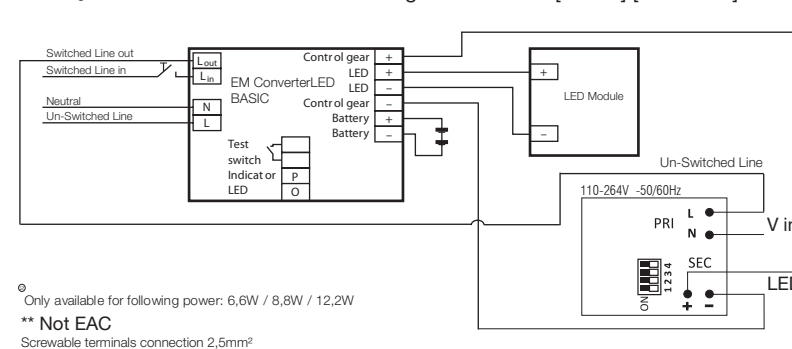 Switched Line out
Switched Line in
Neutral
Un-Switched Line
Lout
Lin
N
L
EM ConverterLED
BASIC
Control gear +
LED +
LED –
Control gear –
Battery +
Battery –
Test
switch
Indicator P
LED O
+
LED Module
–
Un-Switched Line
110-264V -50/60Hz
L
PRI
N
V in
SEC
1 2 3 4
ON
+ –
Only available for following power: 6,6W / 8,8W / 12,2W
** Not EAC
Screwable terminals connection 2,5mm²